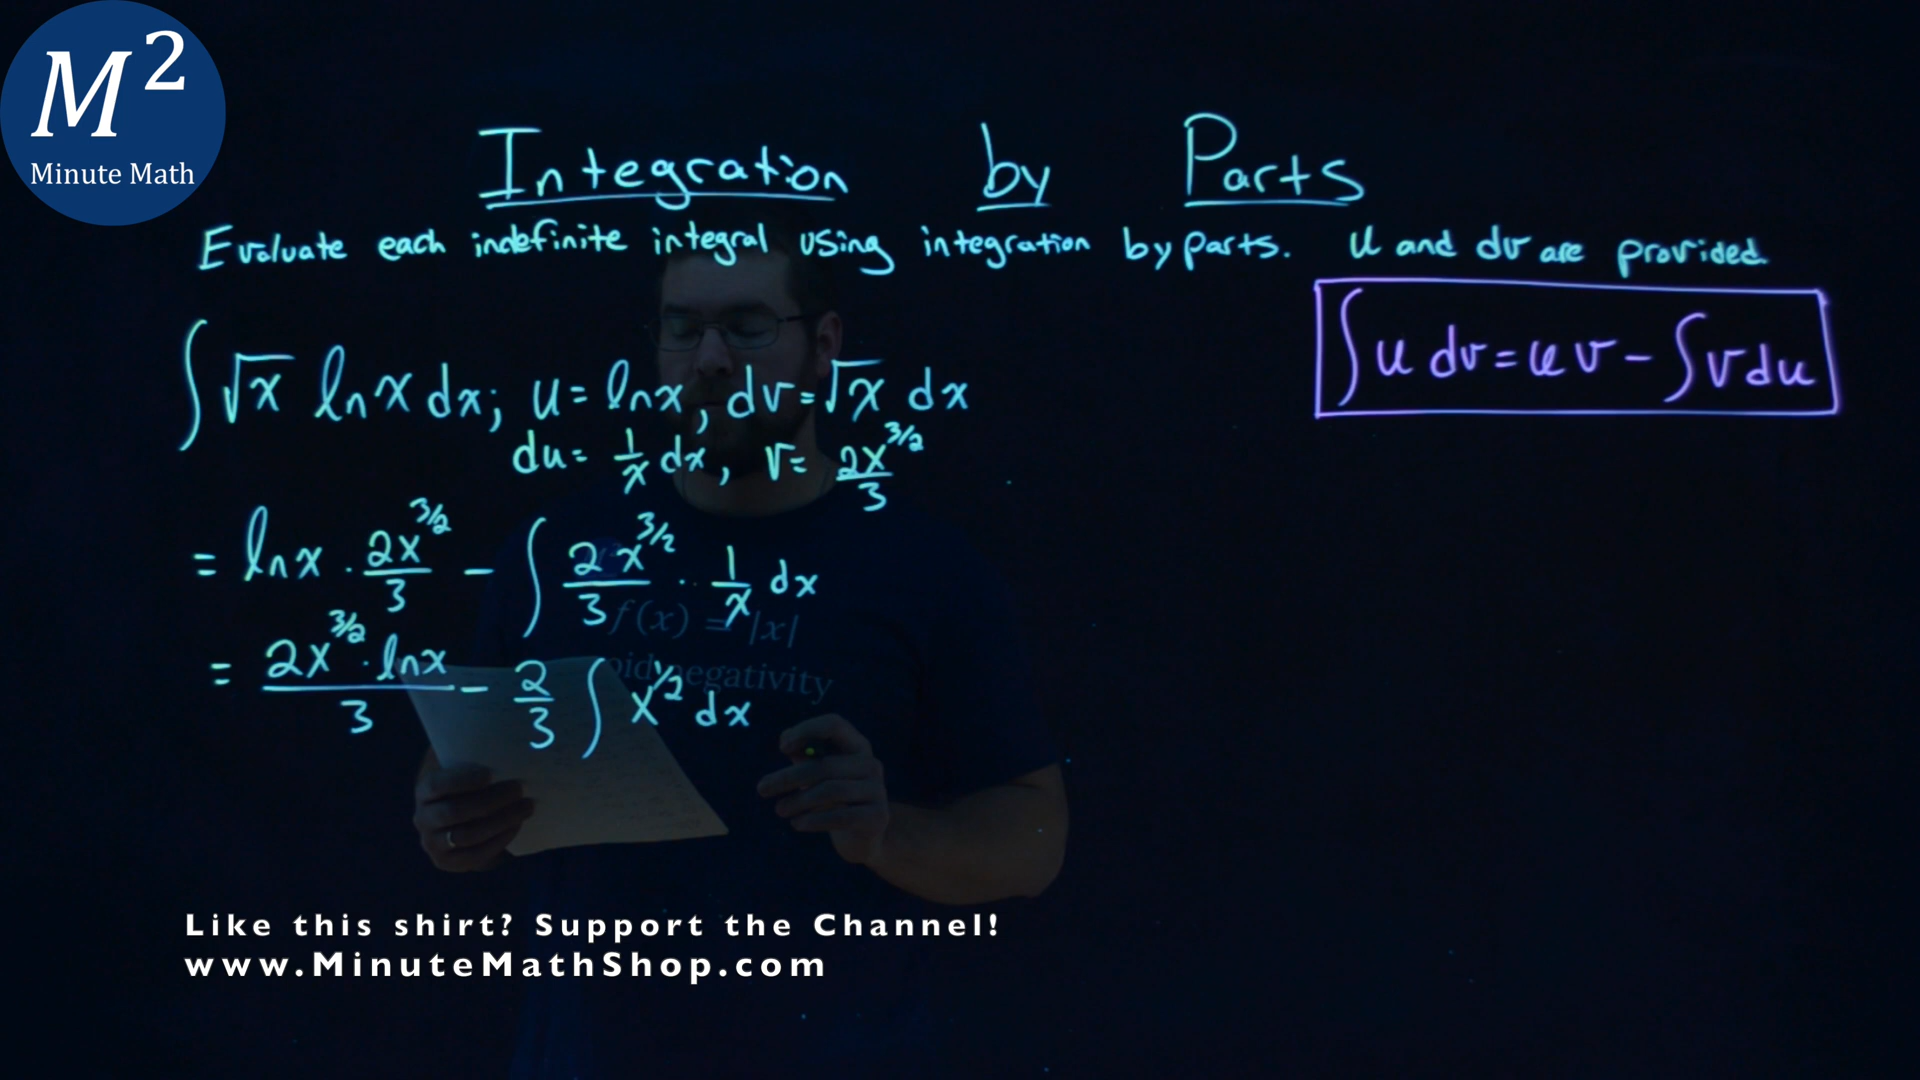 M²
Minute Math
Integration by Parts
Evaluate each indefinite integral using integration by parts. u and dv are provided.
∫ u dv = uv - ∫ v du
∫ √x ln x dx; u = ln x, dv = √x dx
du = 1/x dx, v = 2x^(3/2)/3
= ln x · 2x^(3/2)/3 - ∫ 2x^(3/2)/3 · 1/x dx
f(x) = |x|
= 2x^(3/2) · ln x/3 - 2/3 ∫ x^(1/2) dx
negativity
Like this shirt? Support the Channel!
www.MinuteMathShop.com